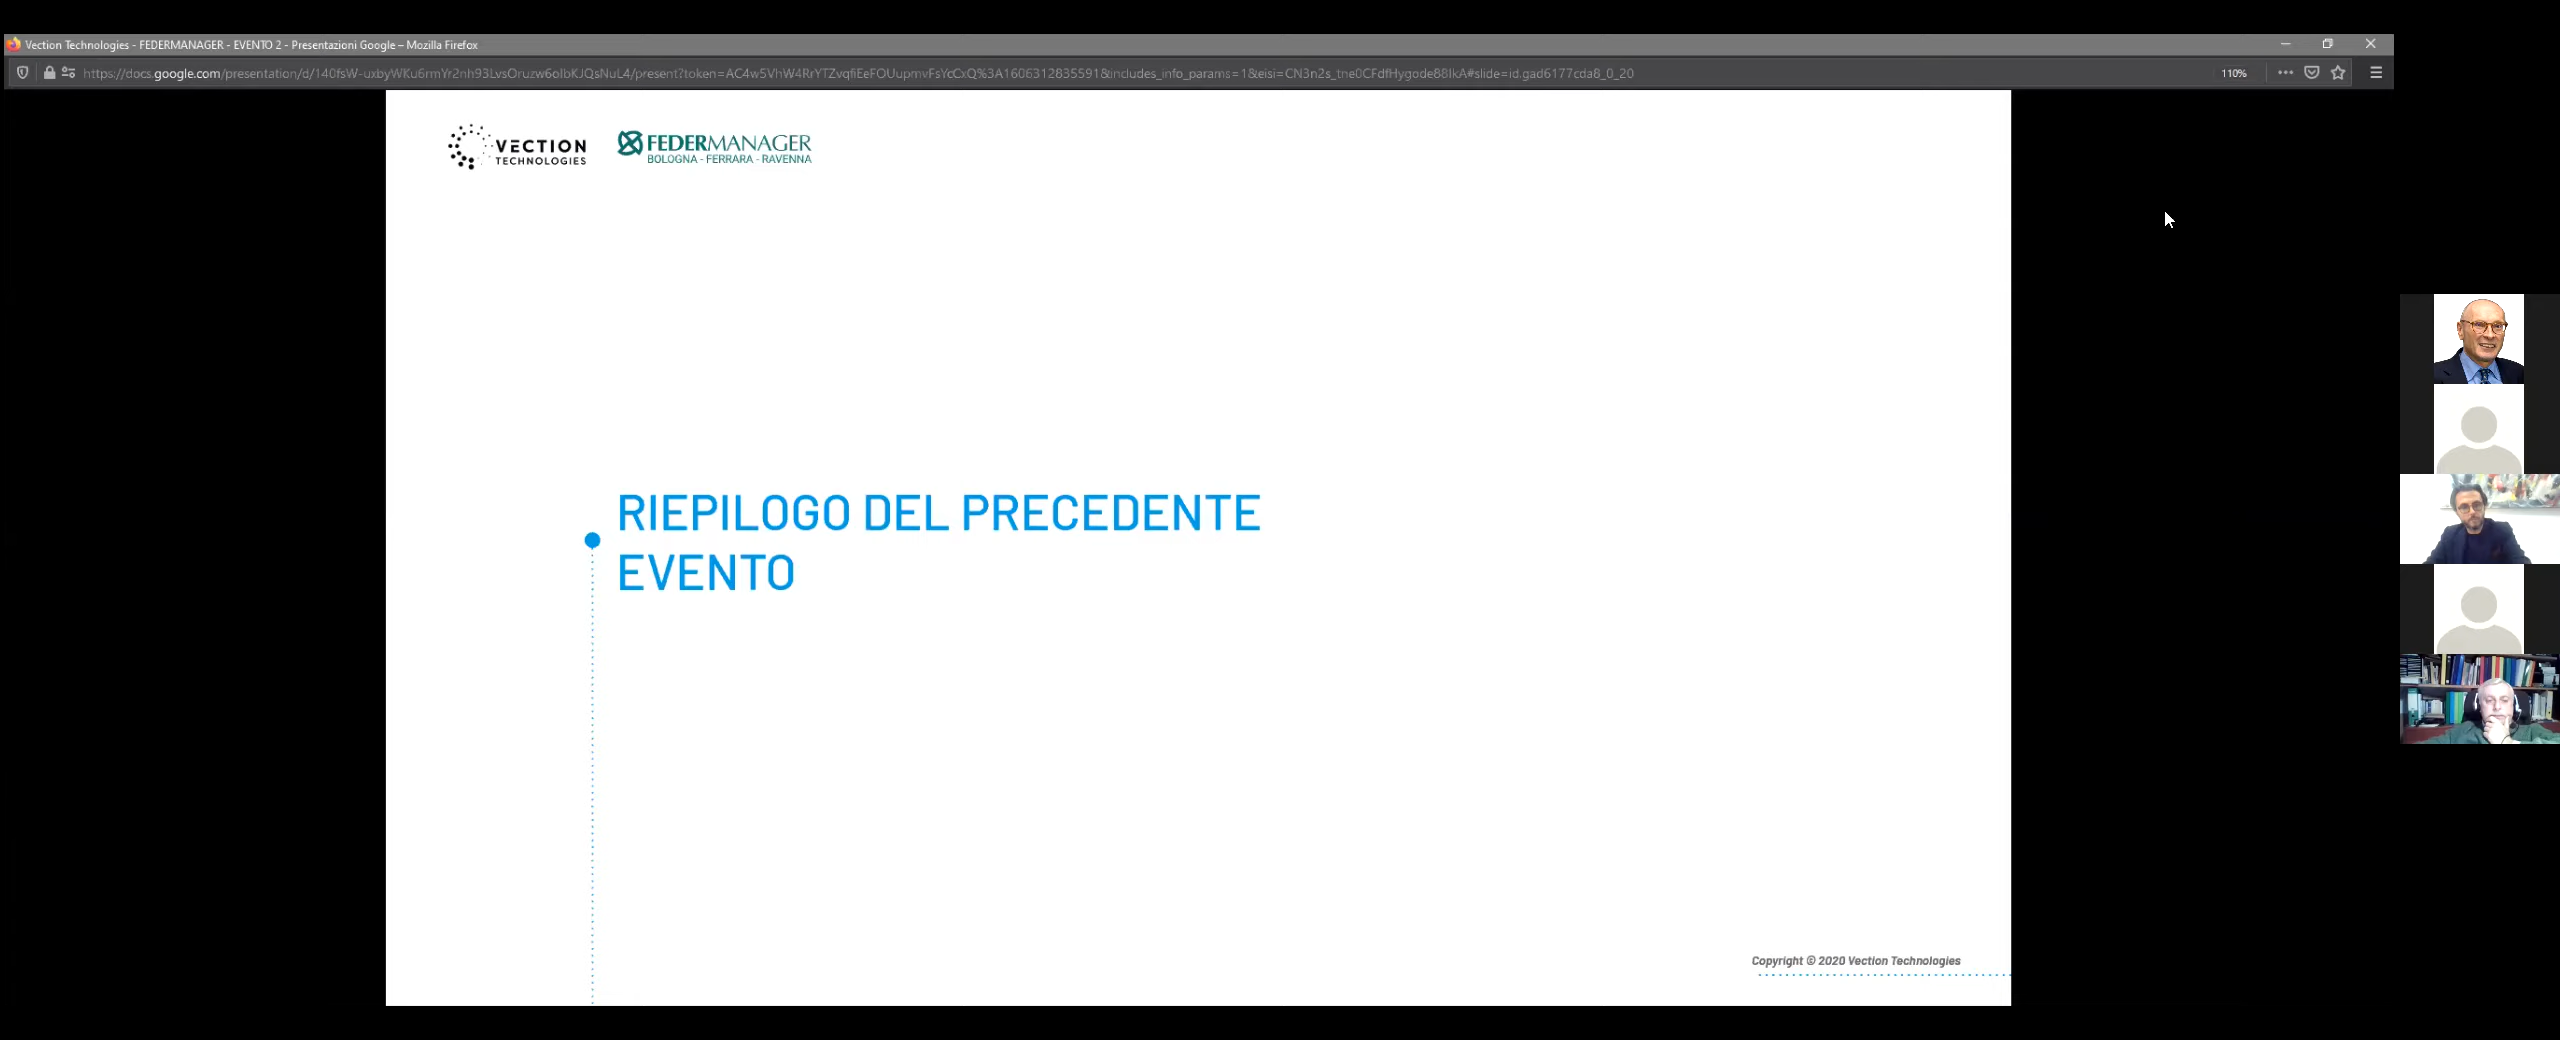 Vection Technologies - FEDERMANAGER - EVENTO 2 - Presentazioni Google – Mozilla Firefox
110%
VECTION
TECHNOLOGIES
FEDERMANAGER
BOLOGNA - FERRARA - RAVENNA
RIEPILOGO DEL PRECEDENTE
EVENTO
Copyright © 2020 Vection Technologies